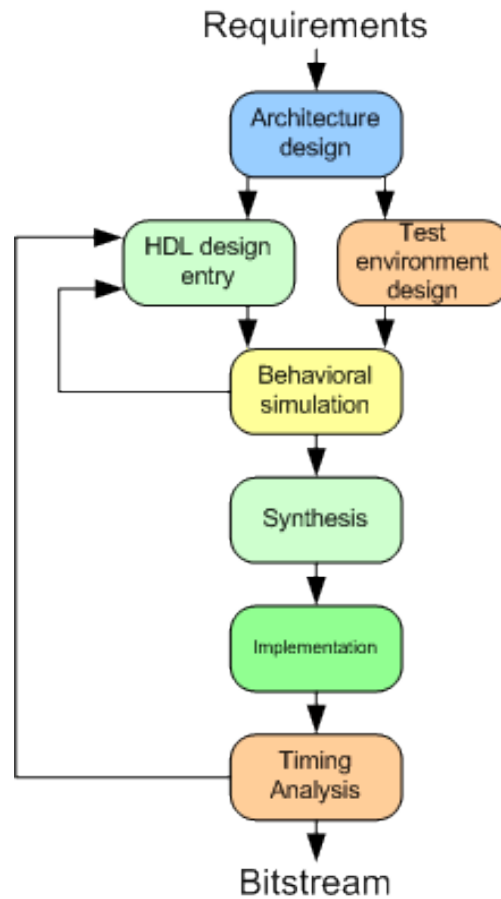 Requirements
Architecture
design
HDL design
entry
Test
environment
design
Behavioral
simulation
Synthesis
Implementation
Timing
Analysis
Bitstream